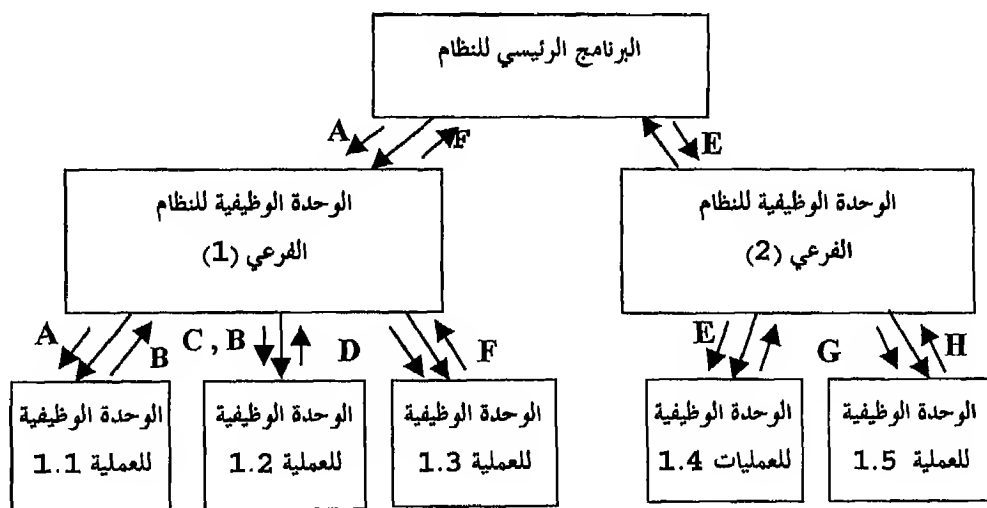 البرنامج الرئيسي للنظام
A
F
E
الوحدة الوظيفية للنظام
الفرعي (1)
الوحدة الوظيفية للنظام
الفرعي (2)
A
B
C , B
D
F
E
G
H
الوحدة الوظيفية
للعملية 1.1
الوحدة الوظيفية
للعملية 1.2
الوحدة الوظيفية
للعملية 1.3
الوحدة الوظيفية
للعمليات 1.4
الوحدة الوظيفية
للعملية 1.5